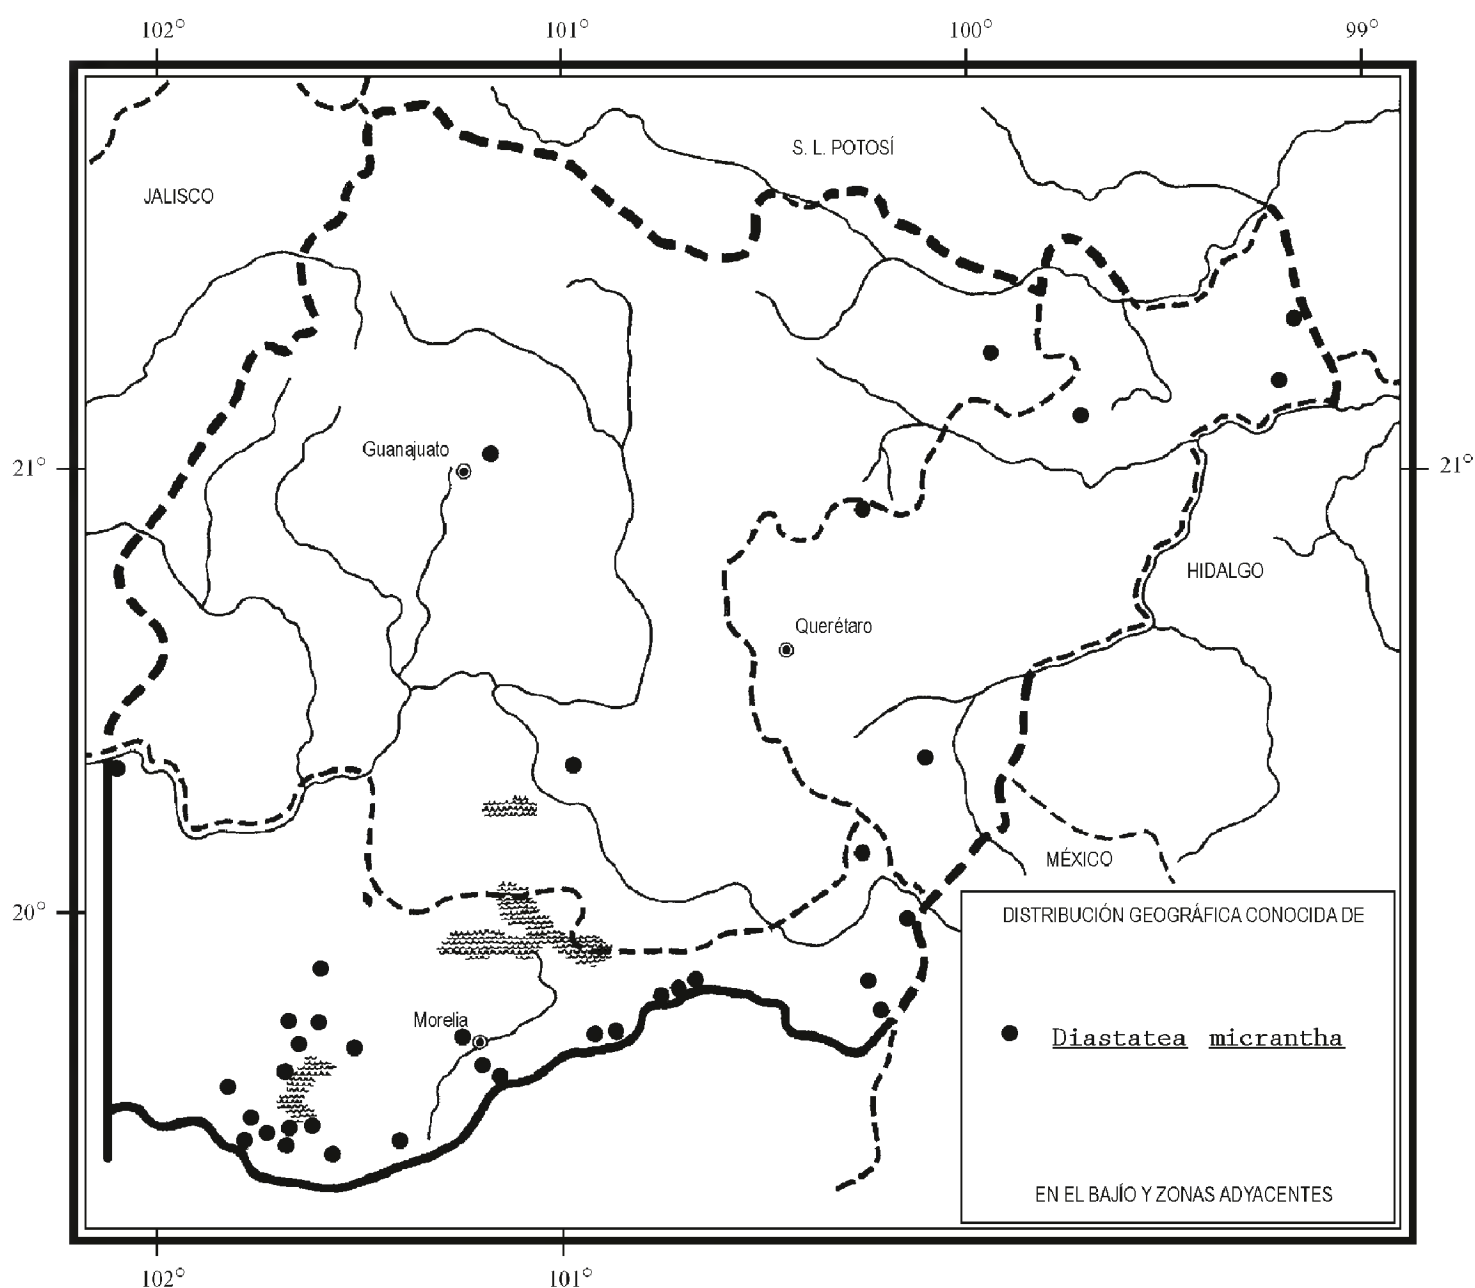 102° 101° 100° 99°
S. L. POTOSÍ
JALISCO
Guanajuato
21° 21°
HIDALGO
Querétaro
MÉXICO
20°
DISTRIBUCIÓN GEOGRÁFICA CONOCIDA DE
Morelia
Diastatea micrantha
EN EL BAJÍO Y ZONAS ADYACENTES
102° 101°